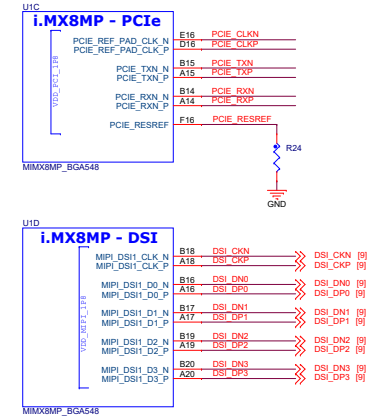 U1C
i.MX8MP - PCIe
VDD_PCI_1P8
PCIE_REF_PAD_CLK_N E16 PCIE_CLKN
PCIE_REF_PAD_CLK_P D16 PCIE_CLKP
PCIE_TXN_N B15 PCIE_TXN
PCIE_TXN_P A15 PCIE_TXP
PCIE_RXN_N B14 PCIE_RXN
PCIE_RXN_P A14 PCIE_RXP
PCIE_RESREF F16 PCIE_RESREF
R24
GND
MIMX8MP_BGA548
U1D
i.MX8MP - DSI
VDD_MIPI_1P8
MIPI_DSI1_CLK_N B18 DSI_CKN DSI_CKN [9]
MIPI_DSI1_CLK_P A18 DSI_CKP DSI_CKP [9]
MIPI_DSI1_D0_N B16 DSI_DN0 DSI_DN0 [9]
MIPI_DSI1_D0_P A16 DSI_DP0 DSI_DP0 [9]
MIPI_DSI1_D1_N B17 DSI_DN1 DSI_DN1 [9]
MIPI_DSI1_D1_P A17 DSI_DP1 DSI_DP1 [9]
MIPI_DSI1_D2_N B19 DSI_DN2 DSI_DN2 [9]
MIPI_DSI1_D2_P A19 DSI_DP2 DSI_DP2 [9]
MIPI_DSI1_D3_N B20 DSI_DN3 DSI_DN3 [9]
MIPI_DSI1_D3_P A20 DSI_DP3 DSI_DP3 [9]
MIMX8MP_BGA548